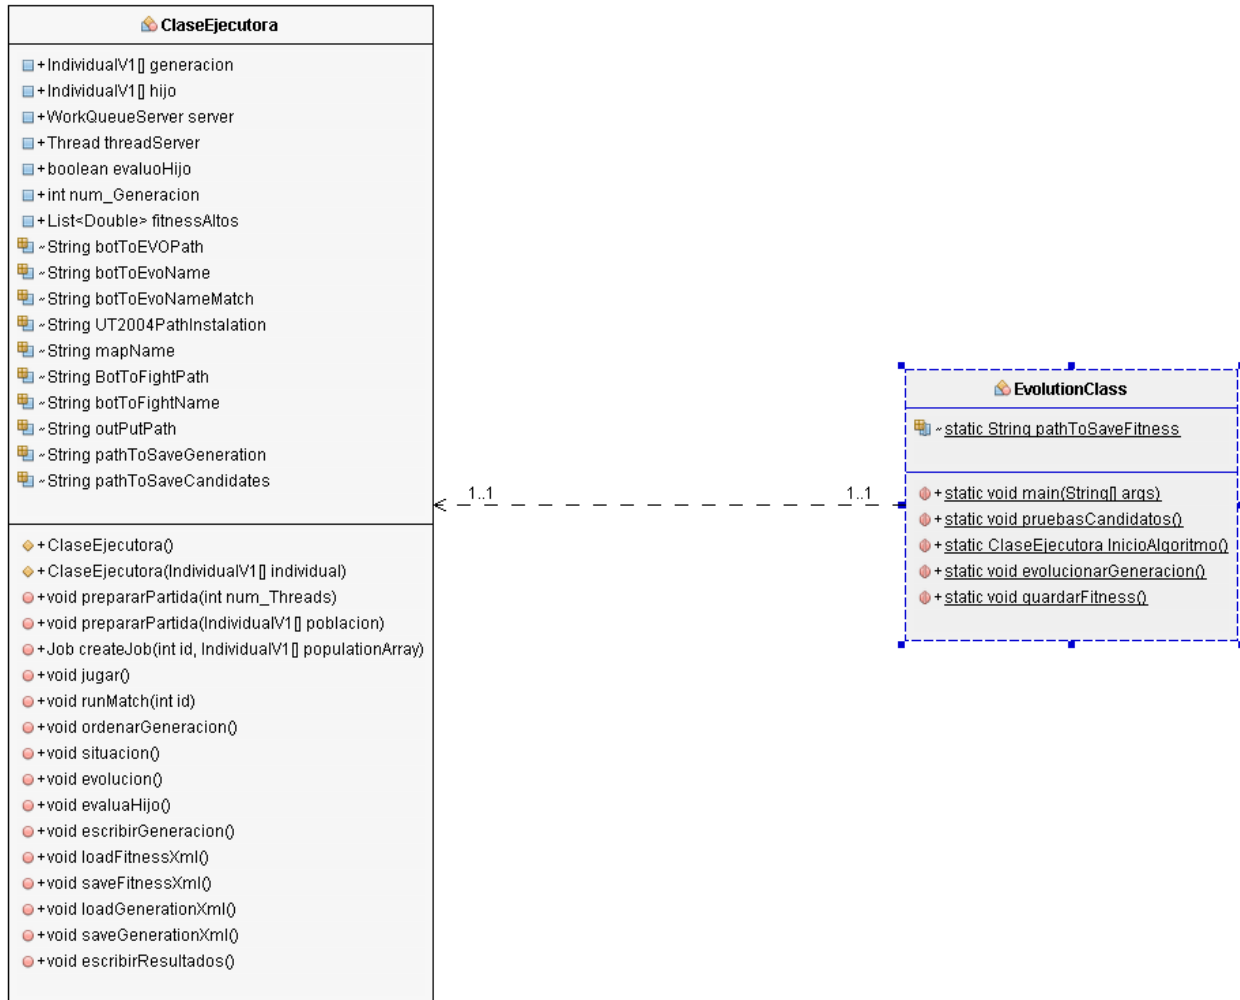 ClaseEjecutora
+IndividualV1[] generacion
+IndividualV1[] hijo
+WorkQueueServer server
+Thread threadServer
+boolean evaluoHijo
+int num_Generacion
+List<Double> fitnessAltos
~String botToEVOPath
~String botToEvoName
~String botToEvoNameMatch
~String UT2004PathInstalation
~String mapName
~String BotToFightPath
~String botToFightName
~String outPutPath
~String pathToSaveGeneration
~String pathToSaveCandidates
+ClaseEjecutora()
+ClaseEjecutora(IndividualV1[] individual)
+void prepararPartida(int num_Threads)
+void prepararPartida(IndividualV1[] poblacion)
+Job createJob(int id, IndividualV1[] populationArray)
+void jugar()
+void runMatch(int id)
+void ordenarGeneracion()
+void situacion()
+void evolucion()
+void evaluaHijo()
+void escribirGeneracion()
+void loadFitnessXml()
+void saveFitnessXml()
+void loadGenerationXml()
+void saveGenerationXml()
+void escribirResultados()
1..1
1..1
EvolutionClass
~static String pathToSaveFitness
+static void main(String[] args)
+static void pruebasCandidatos()
+static ClaseEjecutora InicioAlgoritmo()
+static void evolucionarGeneracion()
+static void guardarFitness()